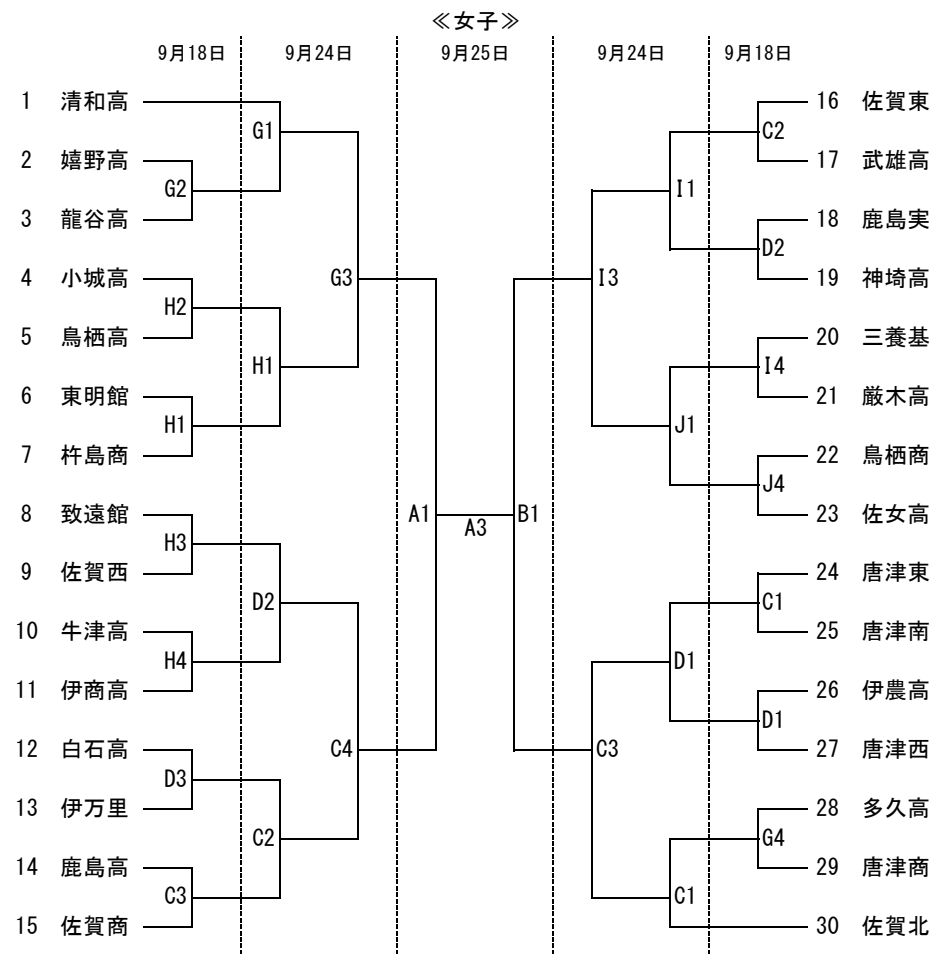 ≪女子≫
9月18日 9月24日 9月25日 9月24日 9月18日
1 清和高 16 佐賀東
G1 C2
2 嬉野高 17 武雄高
G2 I1
3 龍谷高 18 鹿島実
D2
4 小城高 G3 I3 19 神埼高
H2
5 鳥栖高 20 三養基
H1 I4
6 東明館 21 厳木高
H1 J1
7 杵島商 22 鳥栖商
J4
8 致遠館 A1 A3 B1 23 佐女高
H3
9 佐賀西 24 唐津東
D2 C1
10 牛津高 25 唐津南
H4 D1
11 伊商高 26 伊農高
D1
12 白石高 C4 C3 27 唐津西
D3
13 伊万里 28 多久高
C2 G4
14 鹿島高 29 唐津商
C3 C1
15 佐賀商 30 佐賀北